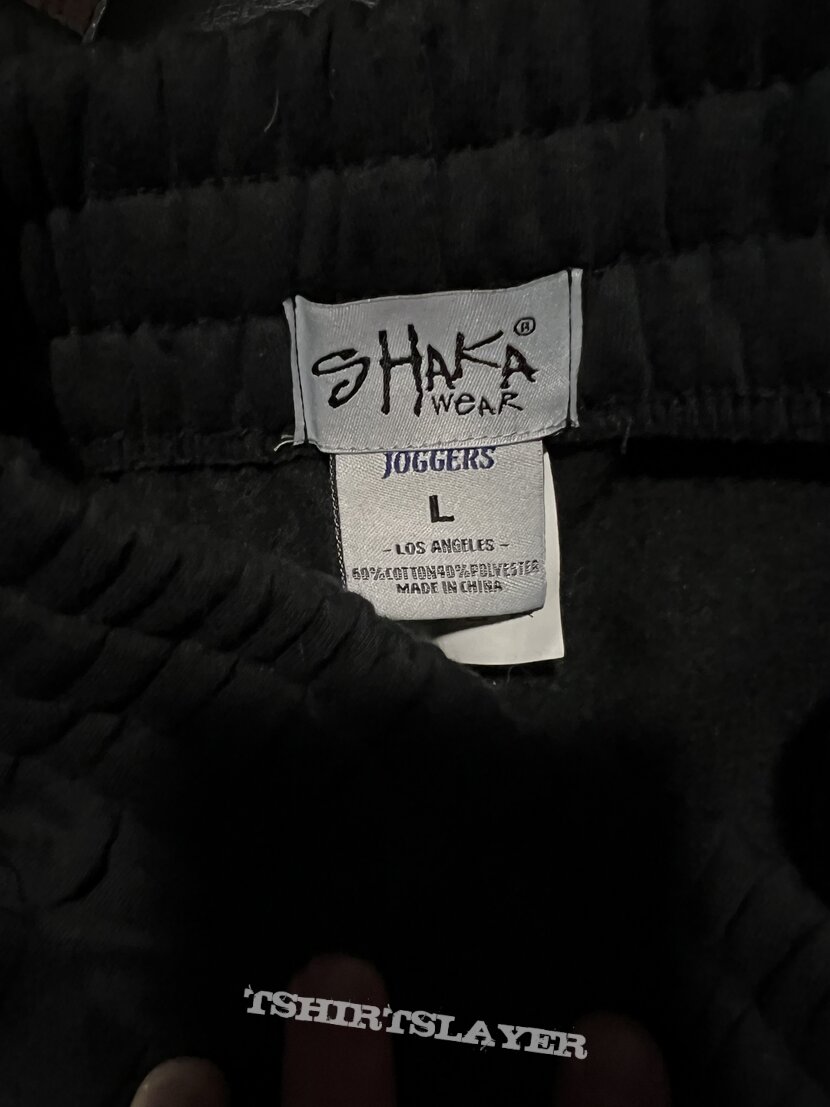 SHAKA®
WEAR
JOGGERS
L
- LOS ANGELES -
60%COTTON40%POLYESTER
MADE IN CHINA
TSHIRTSLAYER